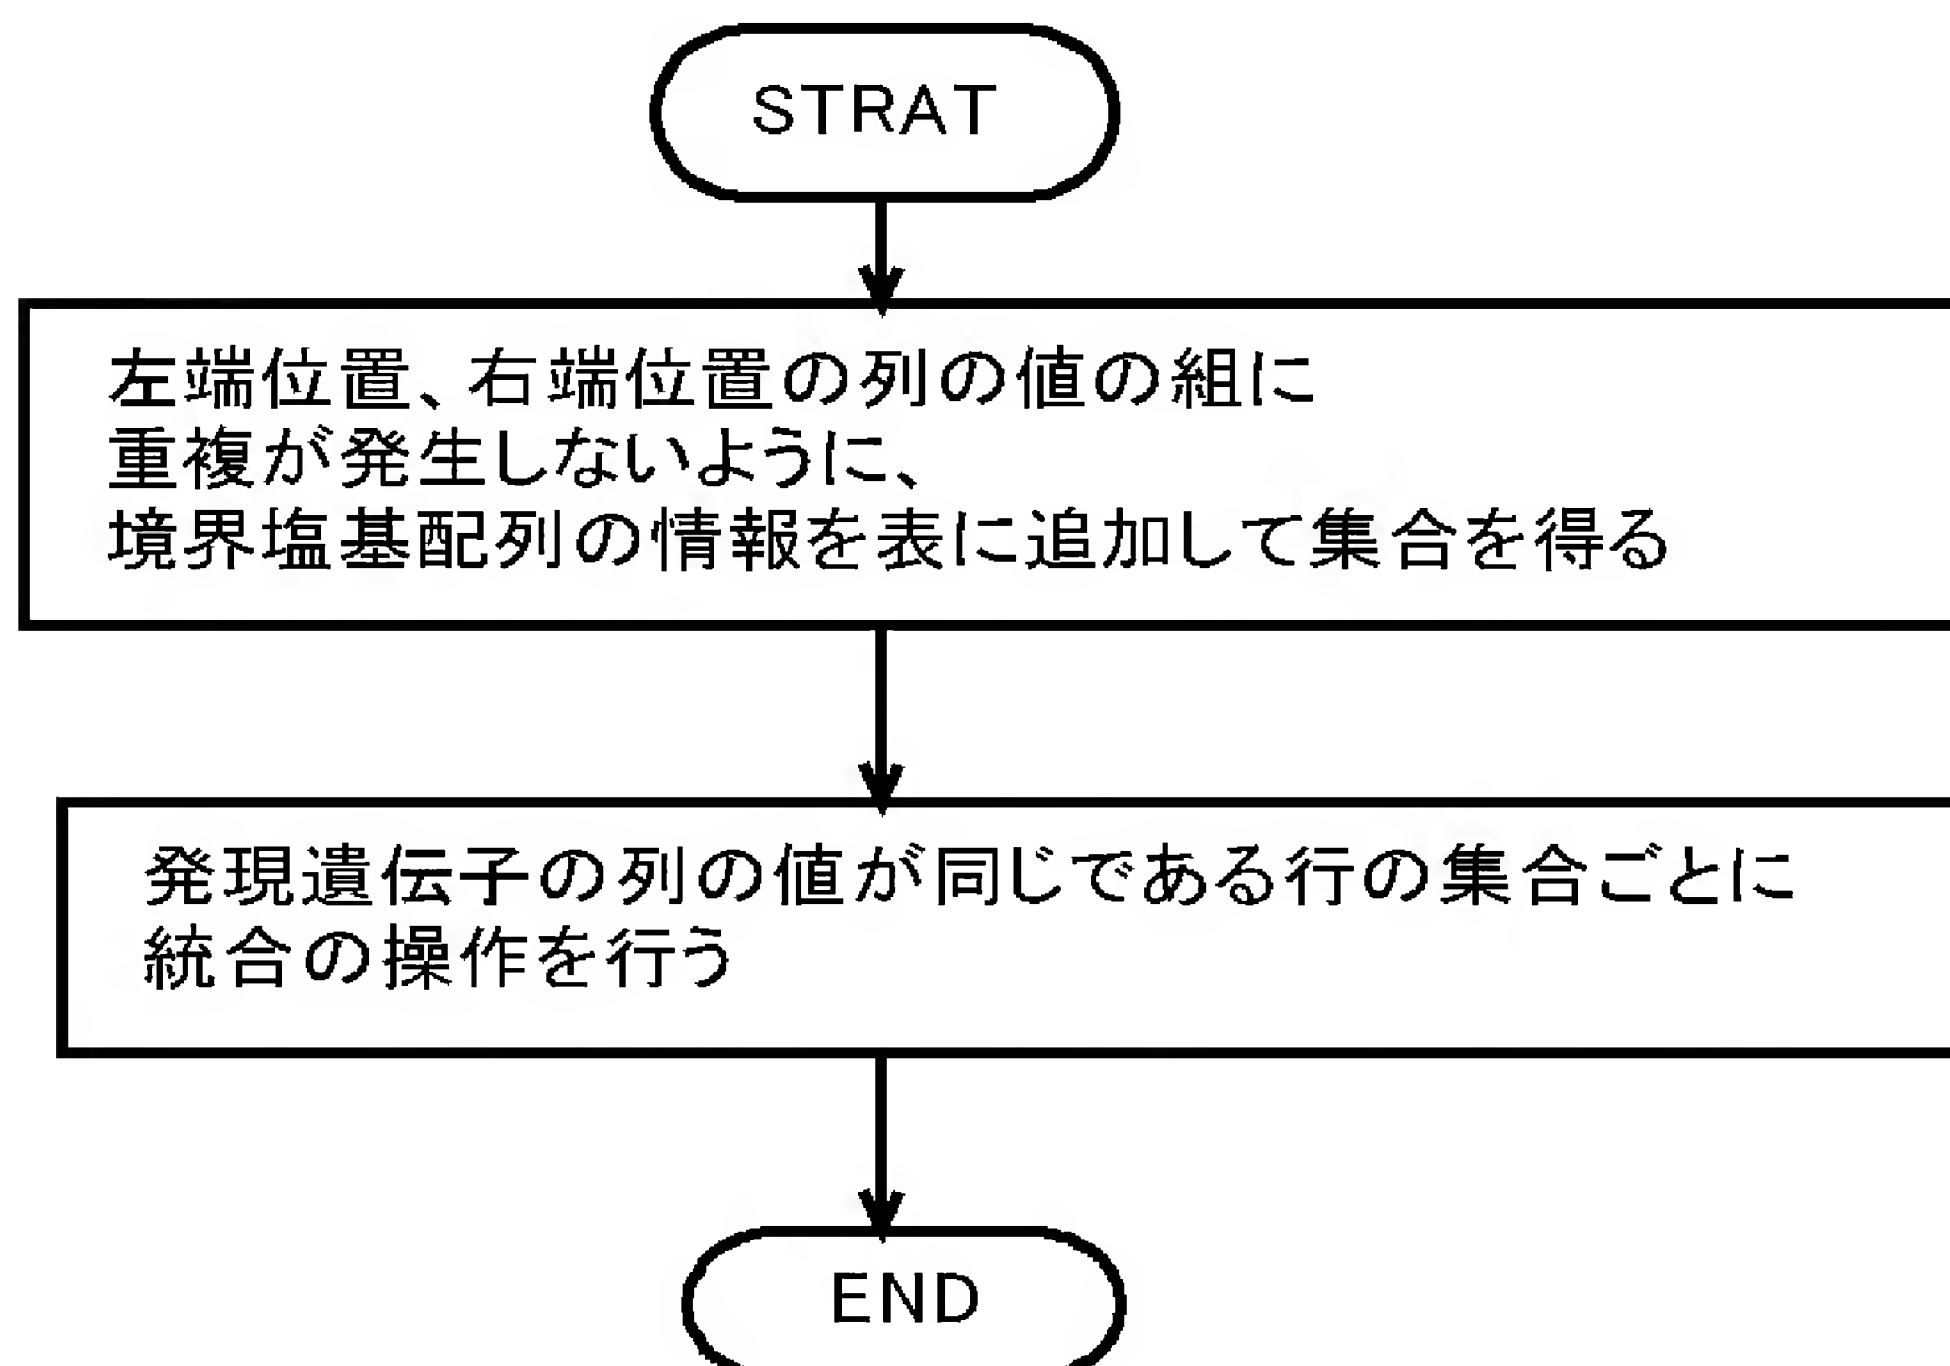 STRAT
左端位置、右端位置の列の値の組に
重複が発生しないように、
境界塩基配列の情報を表に追加して集合を得る
発現遺伝子の列の値が同じである行の集合ごとに
統合の操作を行う
END